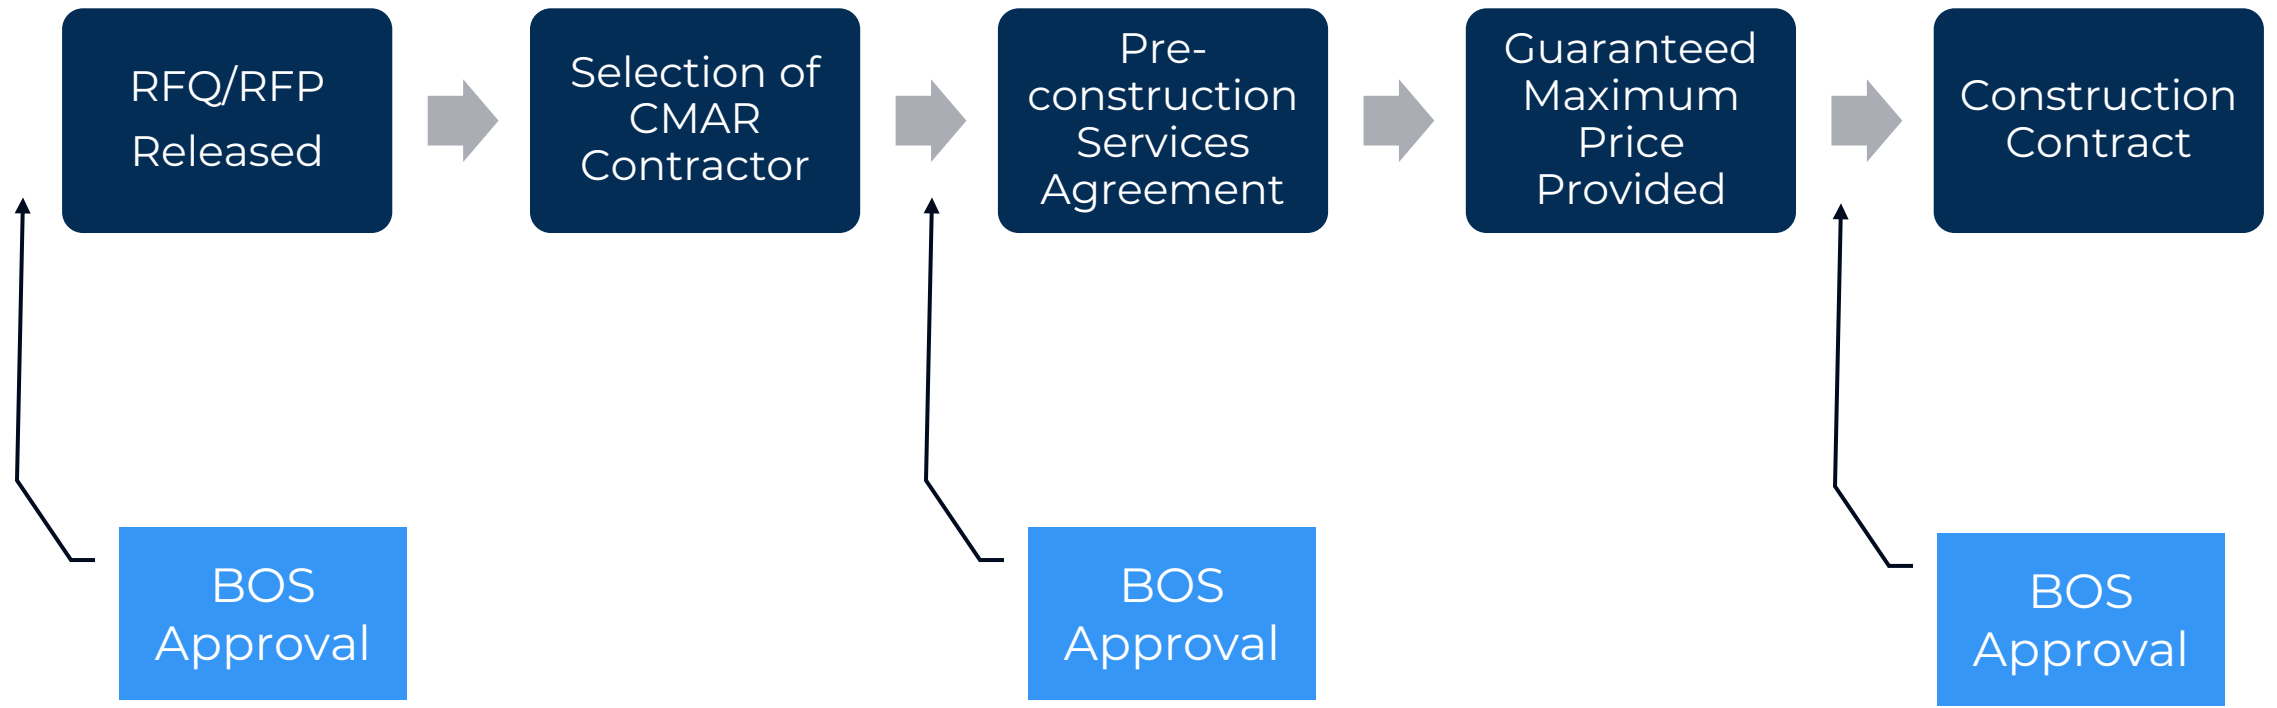 RFQ/RFP
Released
Selection of
CMAR
Contractor
Pre-
construction
Services
Agreement
Guaranteed
Maximum
Price
Provided
Construction
Contract
BOS
Approval
BOS
Approval
BOS
Approval